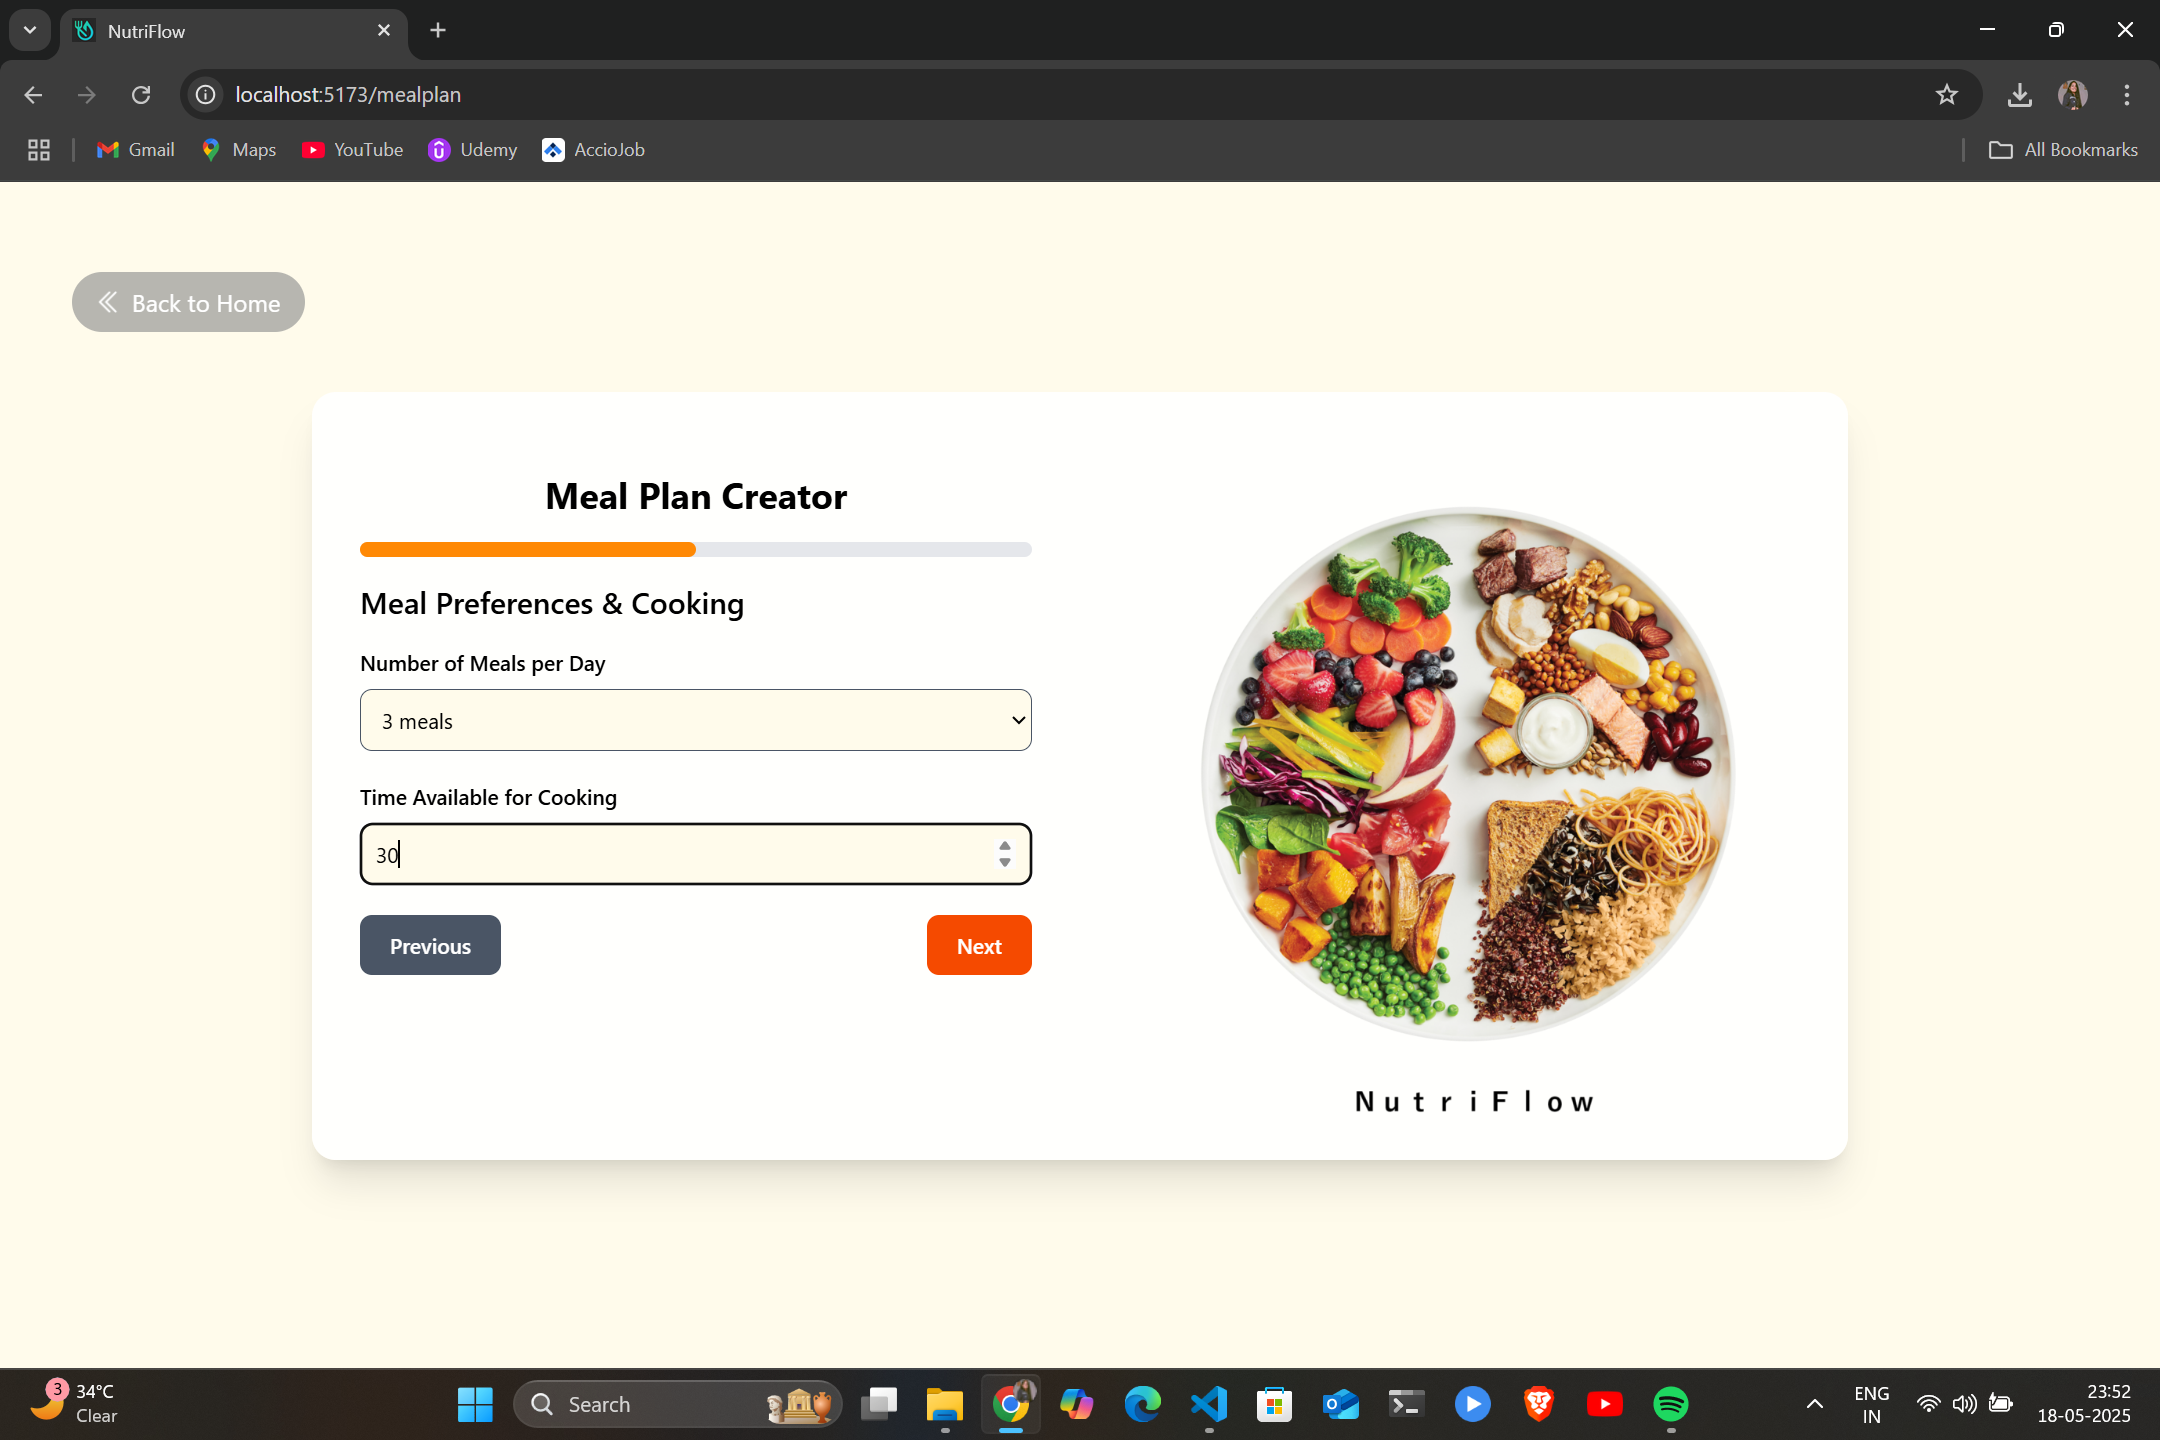 NutriFlow
localhost:5173/mealplan
Gmail
Maps
YouTube
Udemy
AccioJob
All Bookmarks
Back to Home
Meal Plan Creator
Meal Preferences & Cooking
Number of Meals per Day
3 meals
Time Available for Cooking
30
Previous
Next
NutriFlow
3
34°C
Clear
Search
ENG
IN
23:52
18-05-2025